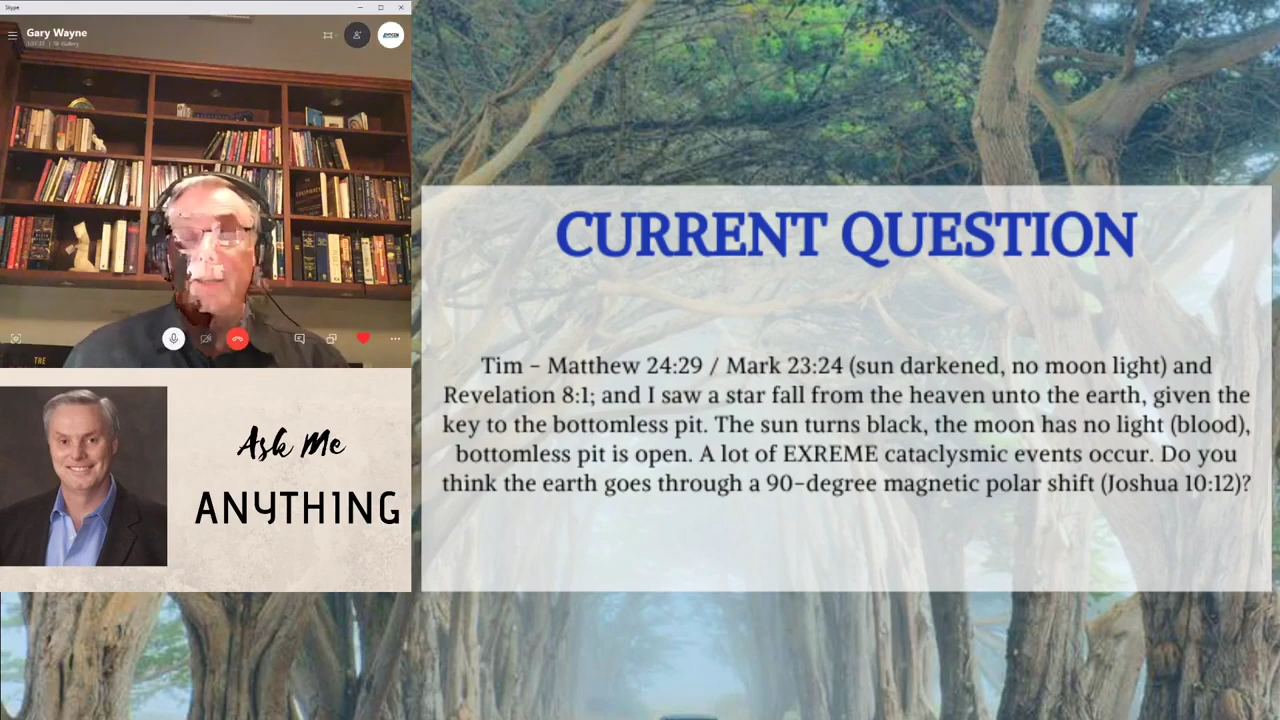 Skype
Gary Wayne
Ask Me
ANYTHING
THE
CURRENT QUESTION
Tim – Matthew 24:29 / Mark 23:24 (sun darkened, no moon light) and
Revelation 8:1; and I saw a star fall from the heaven unto the earth, given the
key to the bottomless pit. The sun turns black, the moon has no light (blood),
bottomless pit is open. A lot of EXREME cataclysmic events occur. Do you
think the earth goes through a 90-degree magnetic polar shift (Joshua 10:12)?